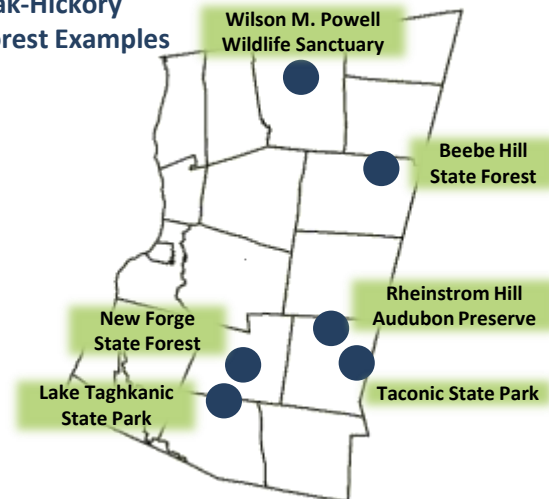 ak-Hickory
orest Examples
Wilson M. Powell
Wildlife Sanctuary
Beebe Hill
State Forest
Rheinstrom Hill
Audubon Preserve
New Forge
State Forest
Taconic State Park
Lake Taghkanic
State Park